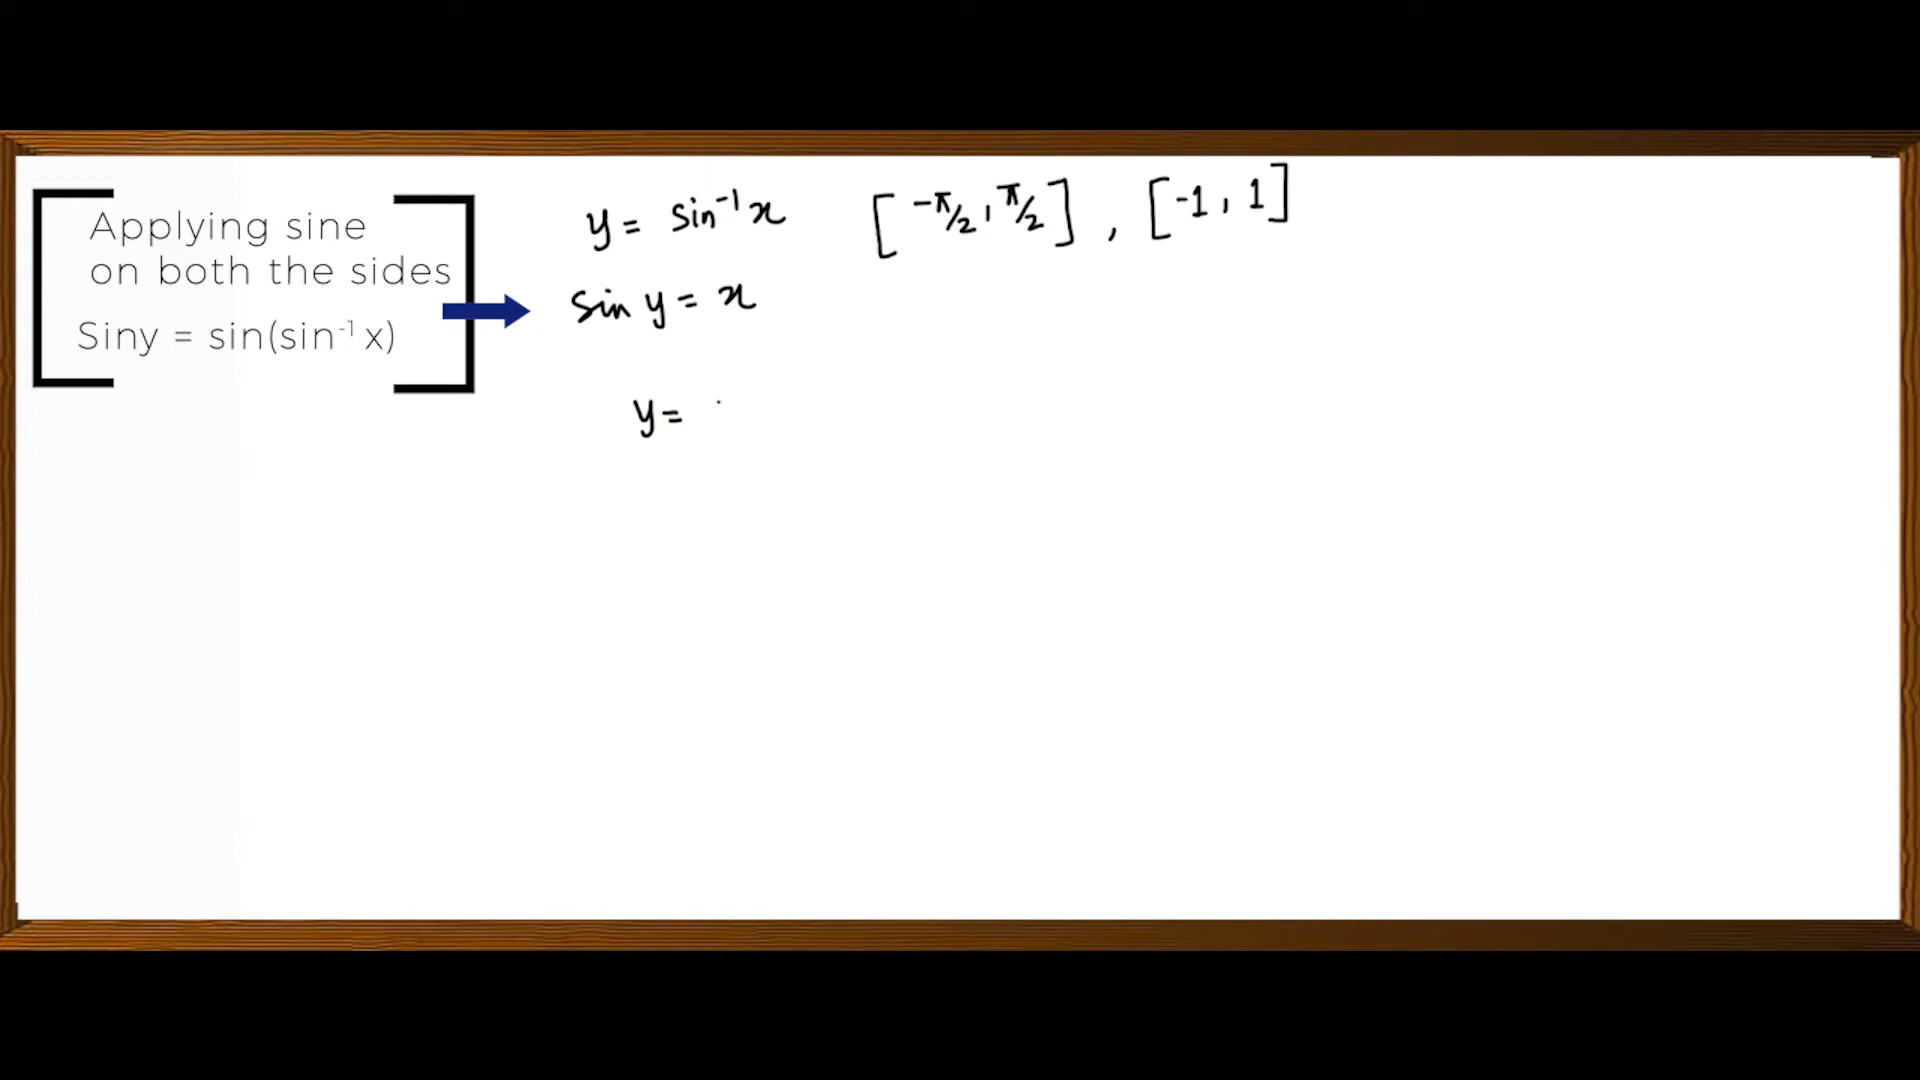 Applying sine
on both the sides
Siny = sin(sin⁻¹ x)
y = sin⁻¹x [-π/2, π/2] , [-1, 1]
sin y = x
y =